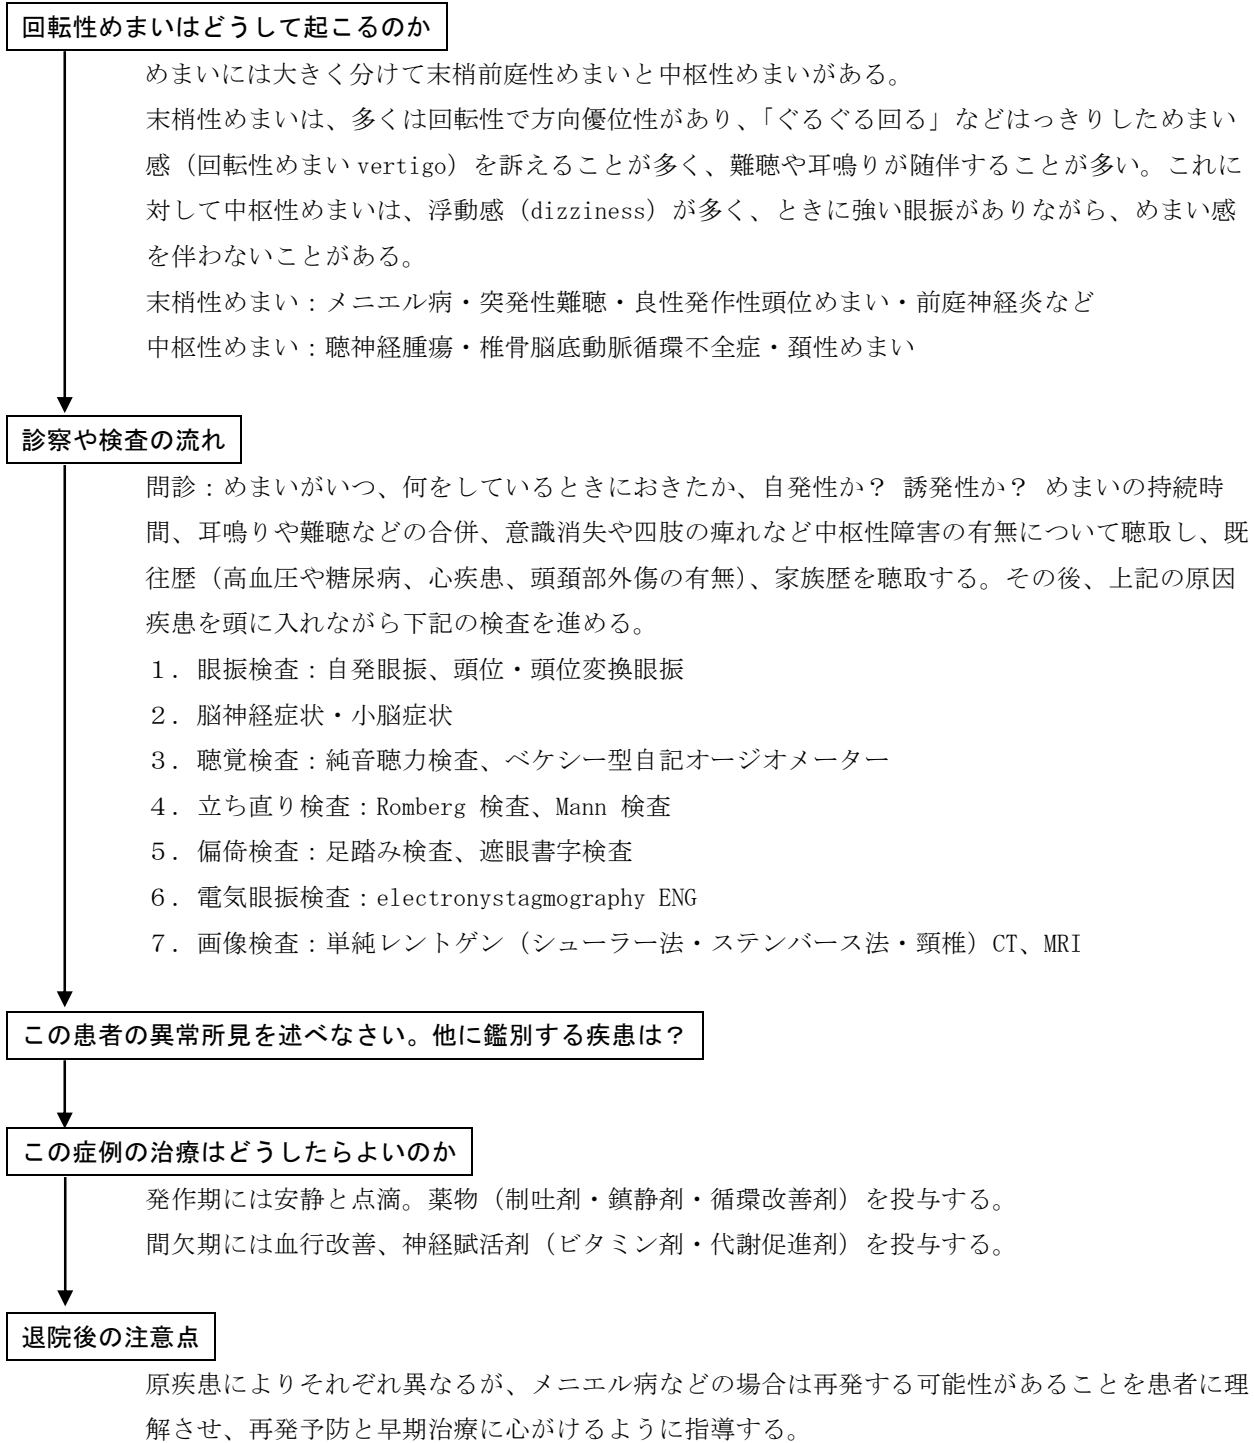 回転性めまいはどうして起こるのか
めまいには大きく分けて末梢前庭性めまいと中枢性めまいがある。
末梢性めまいは、多くは回転性で方向優位性があり、「ぐるぐる回る」などはっきりしためまい
感（回転性めまい vertigo）を訴えることが多く、難聴や耳鳴りが随伴することが多い。これに
対して中枢性めまいは、浮動感（dizziness）が多く、ときに強い眼振がありながら、めまい感
を伴わないことがある。
末梢性めまい：メニエル病・突発性難聴・良性発作性頭位めまい・前庭神経炎など
中枢性めまい：聴神経腫瘍・椎骨脳底動脈循環不全症・頚性めまい
診察や検査の流れ
問診：めまいがいつ、何をしているときにおきたか、自発性か？ 誘発性か？ めまいの持続時
間、耳鳴りや難聴などの合併、意識消失や四肢の痺れなど中枢性障害の有無について聴取し、既
往歴（高血圧や糖尿病、心疾患、頭頚部外傷の有無）、家族歴を聴取する。その後、上記の原因
疾患を頭に入れながら下記の検査を進める。
１．眼振検査：自発眼振、頭位・頭位変換眼振
２．脳神経症状・小脳症状
３．聴覚検査：純音聴力検査、ベケシー型自記オージオメーター
４．立ち直り検査：Romberg 検査、Mann 検査
５．偏倚検査：足踏み検査、遮眼書字検査
６．電気眼振検査：electronystagmography ENG
７．画像検査：単純レントゲン（シューラー法・ステンバース法・頸椎）CT、MRI
この患者の異常所見を述べなさい。他に鑑別する疾患は？
この症例の治療はどうしたらよいのか
発作期には安静と点滴。薬物（制吐剤・鎮静剤・循環改善剤）を投与する。
間欠期には血行改善、神経賦活剤（ビタミン剤・代謝促進剤）を投与する。
退院後の注意点
原疾患によりそれぞれ異なるが、メニエル病などの場合は再発する可能性があることを患者に理
解させ、再発予防と早期治療に心がけるように指導する。